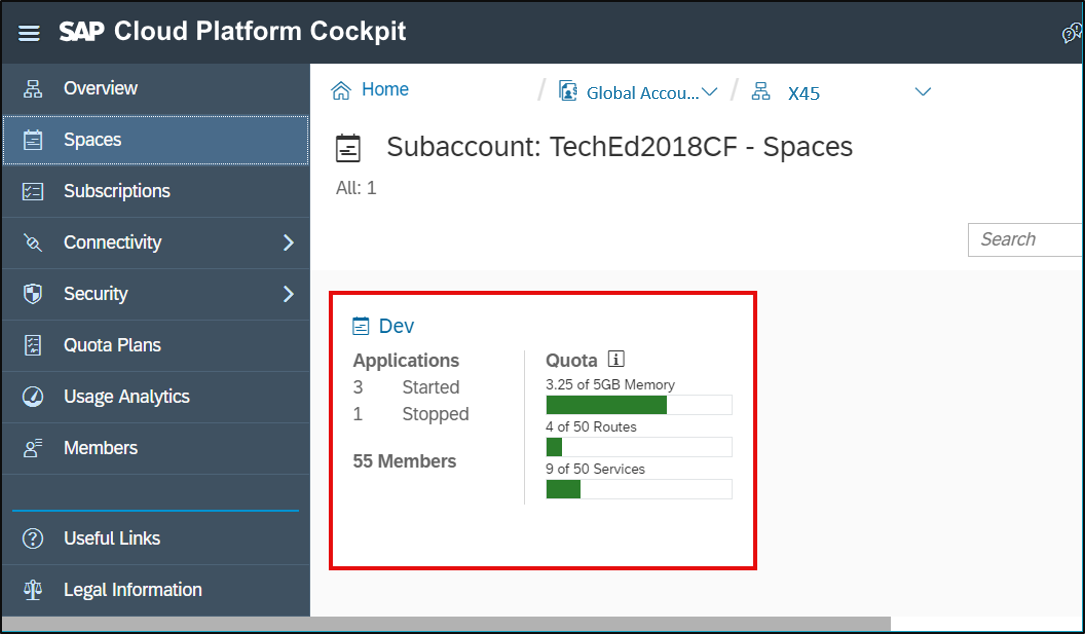 SAP Cloud Platform Cockpit
Overview
Spaces
Subscriptions
Connectivity
Security
Quota Plans
Usage Analytics
Members
Useful Links
Legal Information
Home / Global Accou... / X45
Subaccount: TechEd2018CF - Spaces
All: 1
Search
Dev
Applications
3 Started
1 Stopped
55 Members
Quota
3.25 of 5GB Memory
4 of 50 Routes
9 of 50 Services